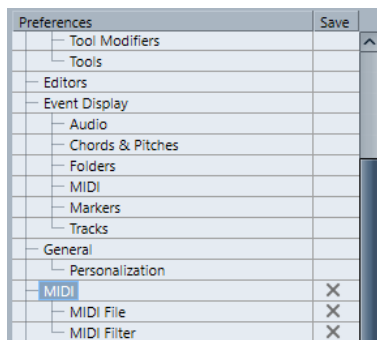 Preferences Save
Tool Modifiers
Tools
Editors
Event Display
Audio
Chords & Pitches
Folders
MIDI
Markers
Tracks
General
Personalization
MIDI
MIDI File
MIDI Filter